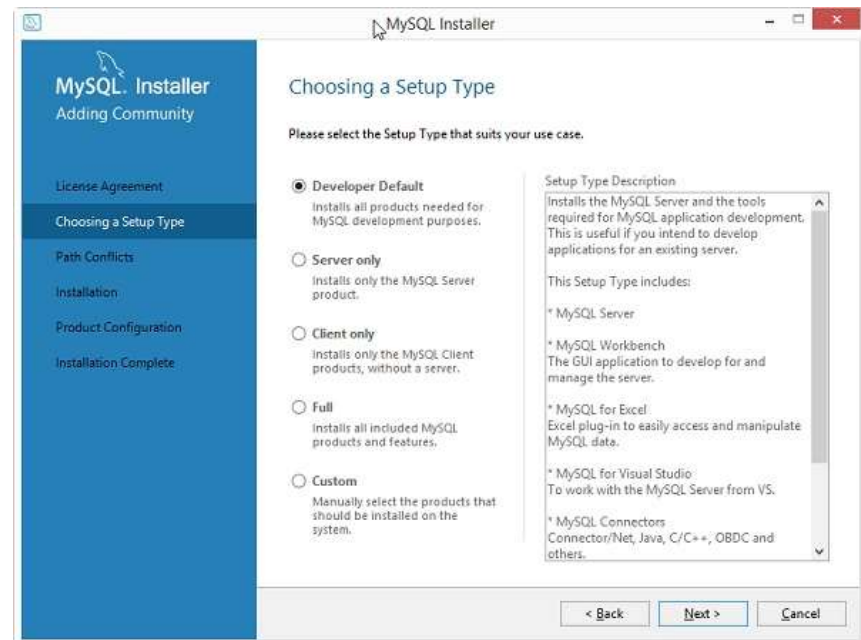 MySQL Installer
MySQL. Installer
Adding Community
License Agreement
Choosing a Setup Type
Path Conflicts
Installation
Product Configuration
Installation Complete
Choosing a Setup Type
Please select the Setup Type that suits your use case.
Developer Default
Installs all products needed for
MySQL development purposes.
Server only
Installs only the MySQL Server
product.
Client only
Installs only the MySQL Client
products, without a server.
Full
Installs all included MySQL
products and features.
Custom
Manually select the products that
should be installed on the
system.
Setup Type Description
Installs the MySQL Server and the tools
required for MySQL application development.
This is useful if you intend to develop
applications for an existing server.
This Setup Type includes:
* MySQL Server
* MySQL Workbench
The GUI application to develop for and
manage the server.
* MySQL for Excel
Excel plug-in to easily access and manipulate
MySQL data.
* MySQL for Visual Studio
To work with the MySQL Server from VS.
* MySQL Connectors
Connector/Net, Java, C/C++, OBDC and
others.
< Back
Next >
Cancel